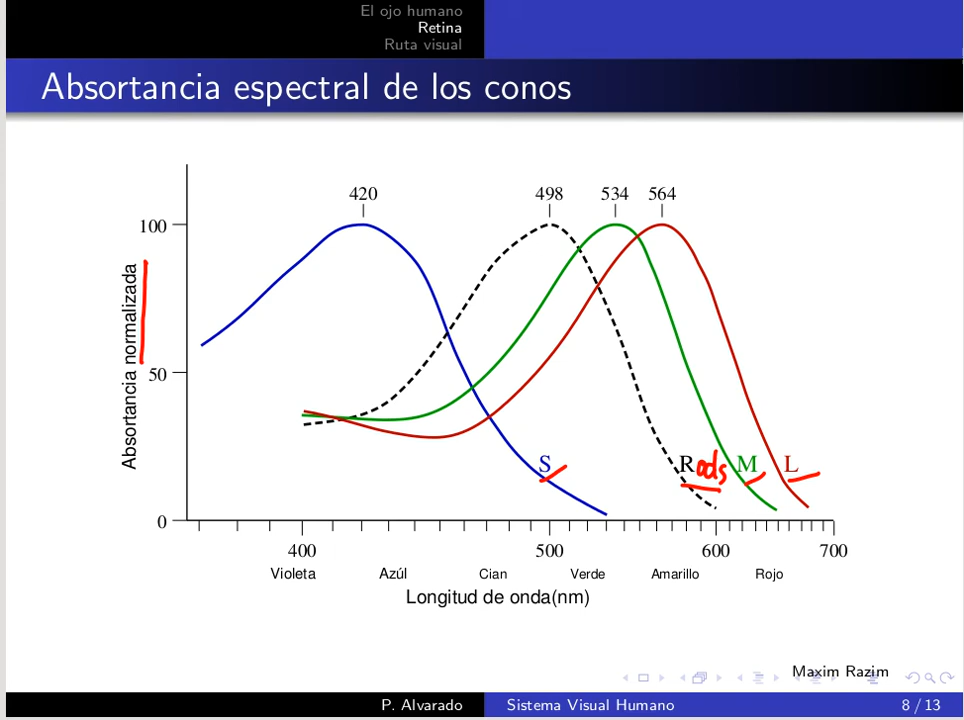 El ojo humano
Retina
Ruta visual
Absortancia espectral de los conos
420 498 534 564
100
50
0
Absortancia normalizada
S Rods M L
400 500 600 700
Violeta Azúl Cian Verde Amarillo Rojo
Longitud de onda(nm)
Maxim Razim
P. Alvarado Sistema Visual Humano 8 / 13